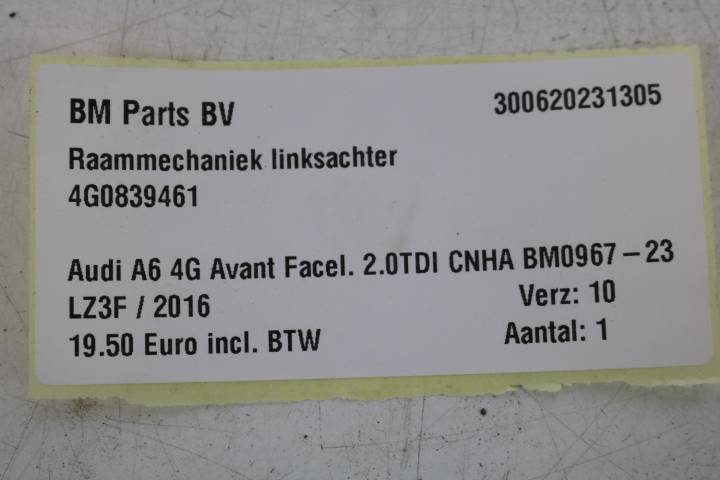 BM Parts BV 300620231305
Raammechaniek linksachter
4G0839461
Audi A6 4G Avant Facel. 2.0TDI CNHA BM0967-23
LZ3F / 2016 Verz: 10
19.50 Euro incl. BTW Aantal: 1